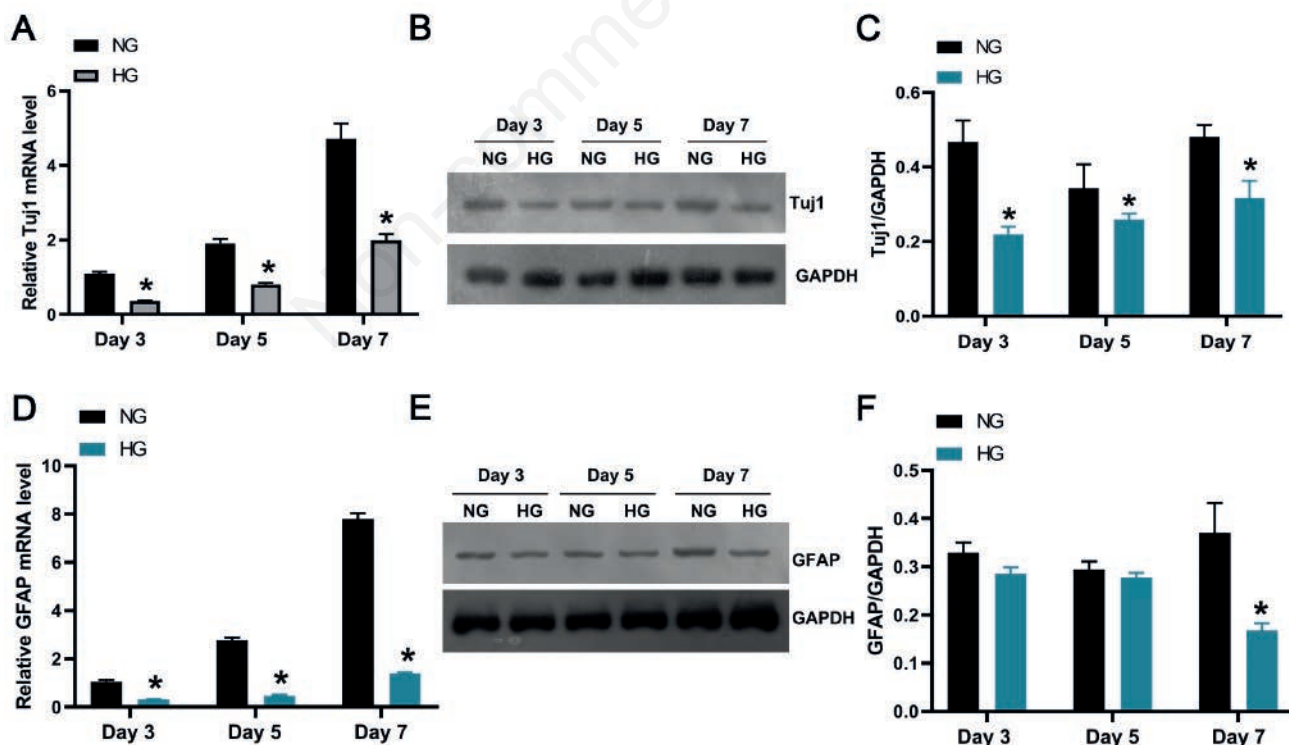 A
NG
HG
Relative Tuj1 mRNA level
6
4
2
0
Day 3
Day 5
Day 7
*
*
*
B
Day 3 Day 5 Day 7
NG HG NG HG NG HG
Tuj1
GAPDH
C
NG
HG
Tuj1/GAPDH
0.6
0.4
0.2
0.0
Day 3
Day 5
Day 7
*
*
*
D
NG
HG
Relative GFAP mRNA level
10
8
6
4
2
0
Day 3
Day 5
Day 7
*
*
*
E
Day 3 Day 5 Day 7
NG HG NG HG NG HG
GFAP
GAPDH
F
NG
HG
GFAP/GAPDH
0.5
0.4
0.3
0.2
0.1
0.0
Day 3
Day 5
Day 7
*
Non-comme